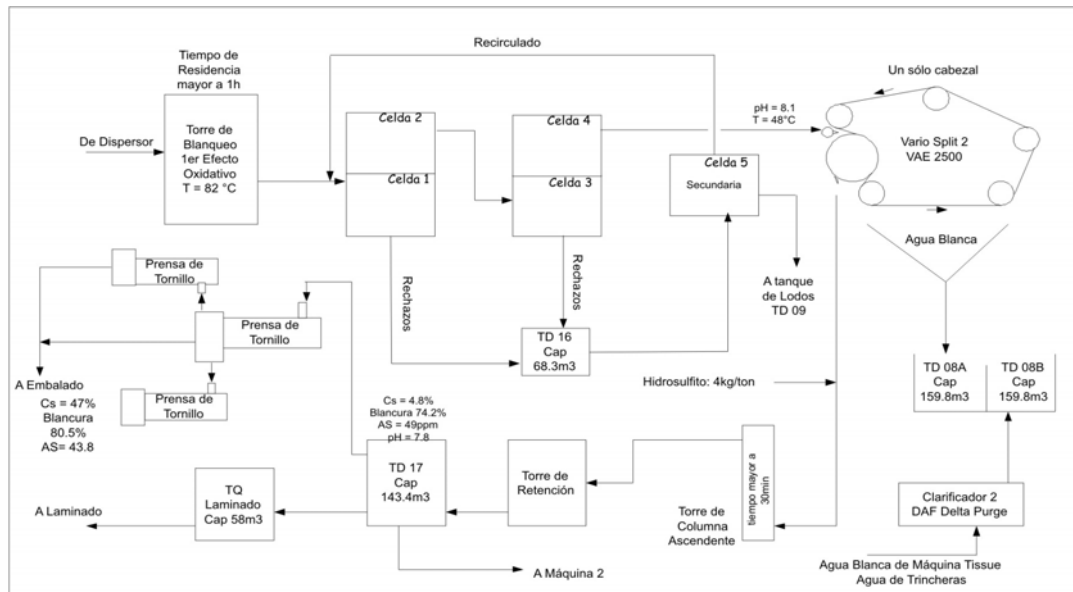 Recirculado
Tiempo de
Residencia
mayor a 1h
Un sólo cabezal
De Dispersor
Torre de
Blanqueo
1er Efecto
Oxidativo
T = 82 °C
Celda 2
Celda 1
Celda 4
Celda 3
Celda 5
Secundaria
pH = 8.1
T = 48°C
Vario Split 2
VAE 2500
Agua Blanca
Rechazos
Rechazos
A tanque
de Lodos
TD 09
Prensa de
Tornillo
Prensa de
Tornillo
Prensa de
Tornillo
TD 16
Cap
68.3m3
A Embalado
Cs = 47%
Blancura
80.5%
AS= 43.8
Hidrosulfito: 4kg/ton
TD 08A
Cap
159.8m3
TD 08B
Cap
159.8m3
Cs = 4.8%
Blancura 74.2%
AS = 49ppm
pH = 7.8
TD 17
Cap
143.4m3
TQ
Laminado
Cap 58m3
A Laminado
Torre de
Retención
tiempo mayor a
30min
Torre de
Columna
Ascendente
Clarificador 2
DAF Delta Purge
A Máquina 2
Agua Blanca de Máquina Tissue
Agua de Trincheras